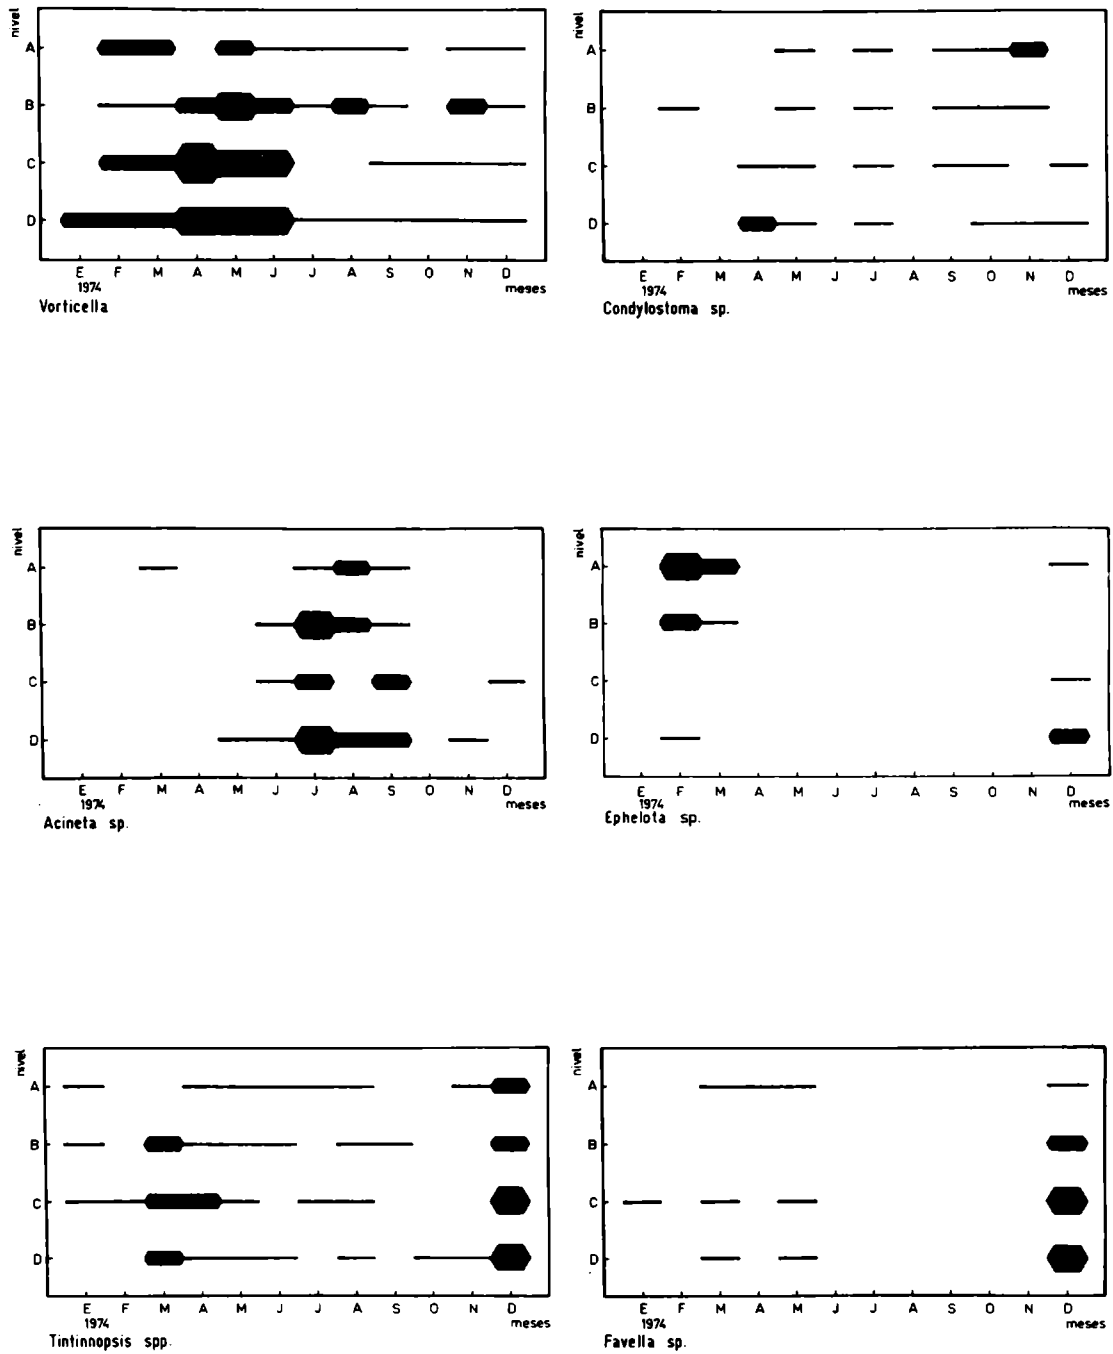 nivel
A
B
C
D
E F M A M J J A S O N D
1974 meses
Vorticella
nivel
A
B
C
D
E F M A M J J A S O N D
1974 meses
Condylostoma sp.
nivel
A
B
C
D
E F M A M J J A S O N D
1974 meses
Acineta sp.
nivel
A
B
C
D
E F M A M J J A S O N D
1974 meses
Ephelota sp.
nivel
A
B
C
D
E F M A M J J A S O N D
1974 meses
Tintinnopsis spp.
nivel
A
B
C
D
E F M A M J J A S O N D
1974 meses
Favella sp.